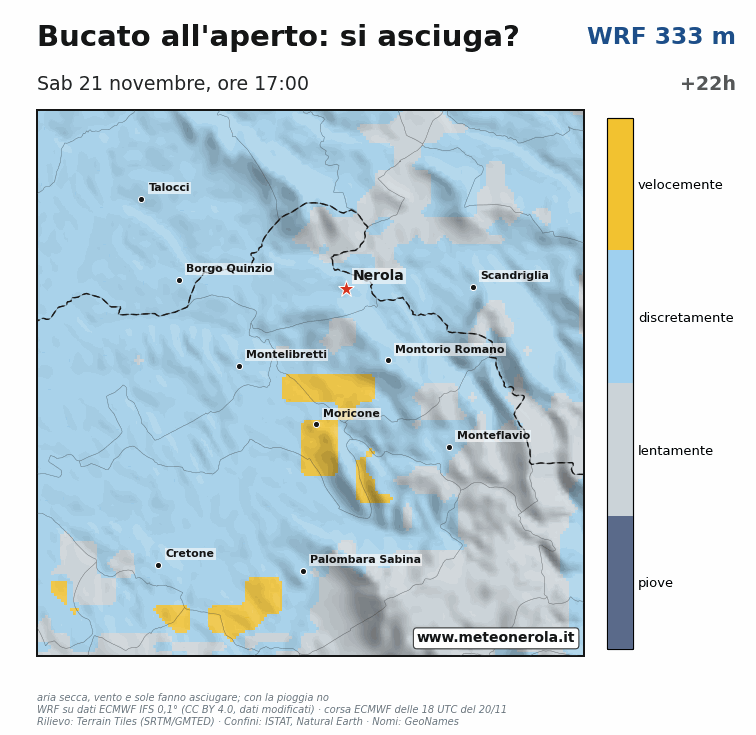 Bucato all'aperto: si asciuga?
WRF 333 m
Sab 21 novembre, ore 17:00
+22h
Talocci
Borgo Quinzio
Nerola
Scandriglia
Montelibretti
Montorio Romano
Moricone
Monteflavio
Cretone
Palombara Sabina
www.meteonerola.it
velocemente
discretamente
lentamente
piove
aria secca, vento e sole fanno asciugare; con la pioggia no
WRF su dati ECMWF IFS 0,1° (CC BY 4.0, dati modificati) · corsa ECMWF delle 18 UTC del 20/11
Rilievo: Terrain Tiles (SRTM/GMTED) · Confini: ISTAT, Natural Earth · Nomi: GeoNames